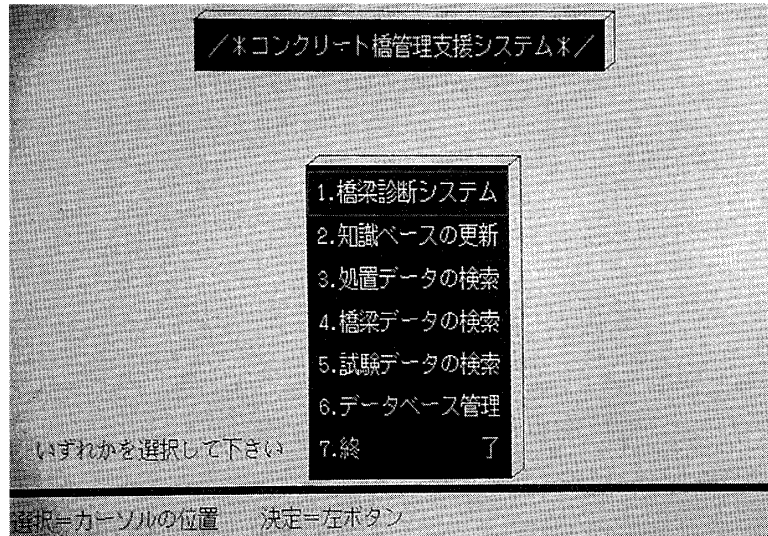 /*コンクリート橋管理支援システム*/
1.橋梁診断システム
2.知識ベースの更新
3.処置データの検索
4.橋梁データの検索
5.試験データの検索
6.データベース管理
いずれかを選択して下さい
7.終 了
選択=カーソルの位置 決定=左ボタン